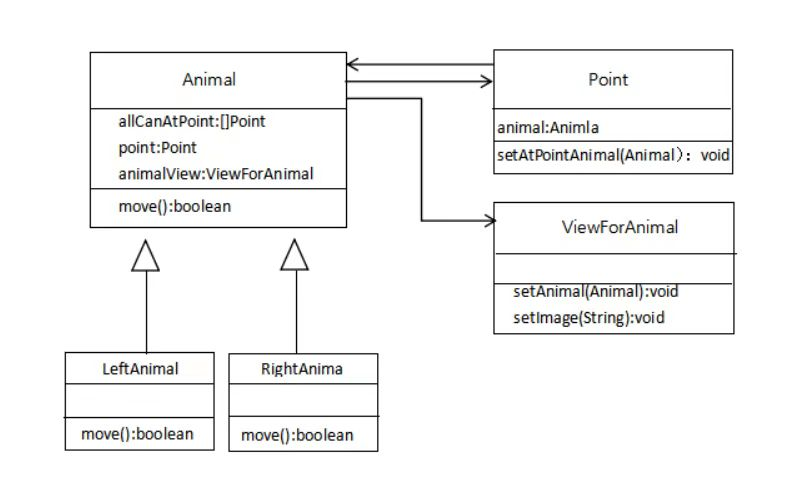 Animal
allCanAtPoint:[]Point
point:Point
animalView:ViewForAnimal
move():boolean
Point
animal:Animla
setAtPointAnimal(Animal）：void
ViewForAnimal
setAnimal(Animal):void
setImage(String):void
LeftAnimal
move():boolean
RightAnima
move():boolean